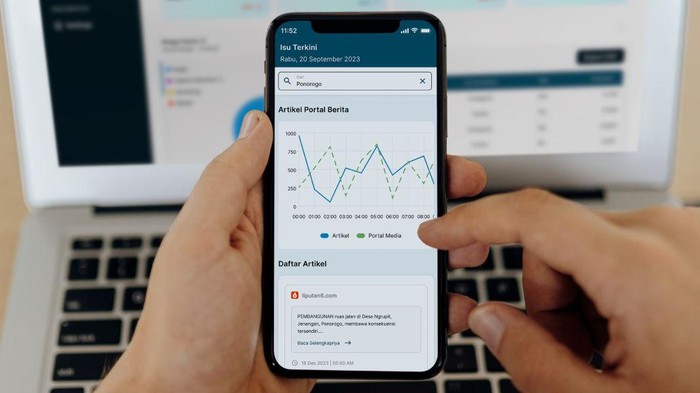 11:52
Isu Terkini
Rabu, 20 September 2023
Cari
Ponorogo
Artikel Portal Berita
1000
750
500
250
0
00:00 01:00 02:00 03:00 04:00 05:00 06:00 07:00 08:00
Artikel Portal Media
Daftar Artikel
liputan6.com
PEMBANGUNAN ruas jalan di Desa Ngrupit,
Jenangan, Ponorogo, membawa konsekuensi
tersendiri....
Baca Selengkapnya
18 Des 2023 | 05:00 AM